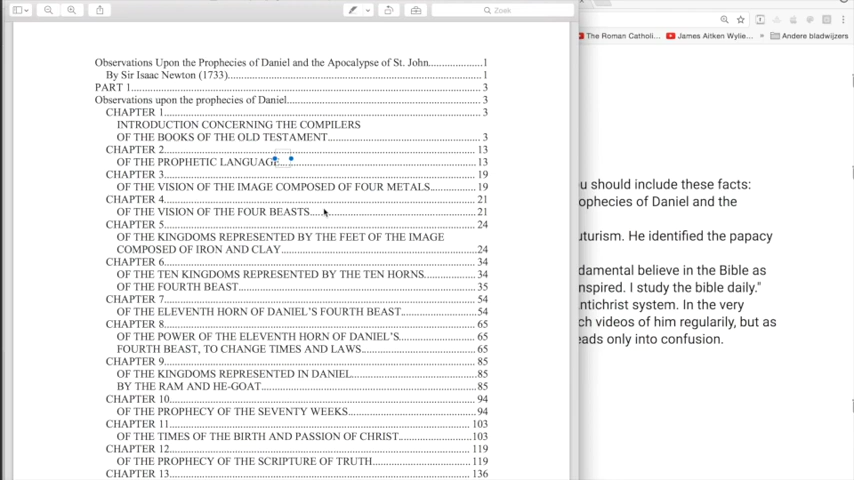 Zoek
The Roman Catholi...
James Aitken Wylie...
»
Andere bladwijzers
Observations Upon the Prophecies of Daniel and the Apocalypse of St. John...................1
By Sir Isaac Newton (1733)...................1
PART 1...................3
Observations upon the prophecies of Daniel...................3
CHAPTER 1...................3
INTRODUCTION CONCERNING THE COMPILERS
OF THE BOOKS OF THE OLD TESTAMENT...................3
CHAPTER 2...................13
OF THE PROPHETIC LANGUAGE...................13
CHAPTER 3...................19
OF THE VISION OF THE IMAGE COMPOSED OF FOUR METALS...................19
CHAPTER 4...................21
OF THE VISION OF THE FOUR BEASTS...................21
CHAPTER 5...................24
OF THE KINGDOMS REPRESENTED BY THE FEET OF THE IMAGE
COMPOSED OF IRON AND CLAY...................24
CHAPTER 6...................34
OF THE TEN KINGDOMS REPRESENTED BY THE TEN HORNS...................34
OF THE FOURTH BEAST...................35
CHAPTER 7...................54
OF THE ELEVENTH HORN OF DANIEL'S FOURTH BEAST...................54
CHAPTER 8...................65
OF THE POWER OF THE ELEVENTH HORN OF DANIEL'S...................65
FOURTH BEAST, TO CHANGE TIMES AND LAWS...................65
CHAPTER 9...................85
OF THE KINGDOMS REPRESENTED IN DANIEL...................85
BY THE RAM AND HE-GOAT...................85
CHAPTER 10...................94
OF THE PROPHECY OF THE SEVENTY WEEKS...................94
CHAPTER 11...................103
OF THE TIMES OF THE BIRTH AND PASSION OF CHRIST...................103
CHAPTER 12...................119
OF THE PROPHECY OF THE SCRIPTURE OF TRUTH...................119
CHAPTER 13...................136
u should include these facts:
ophecies of Daniel and the
uturism. He identified the papacy
damental believe in the Bible as
nspired. I study the bible daily."
ntichrist system. In the very
ch videos of him regularily, but as
eads only into confusion.